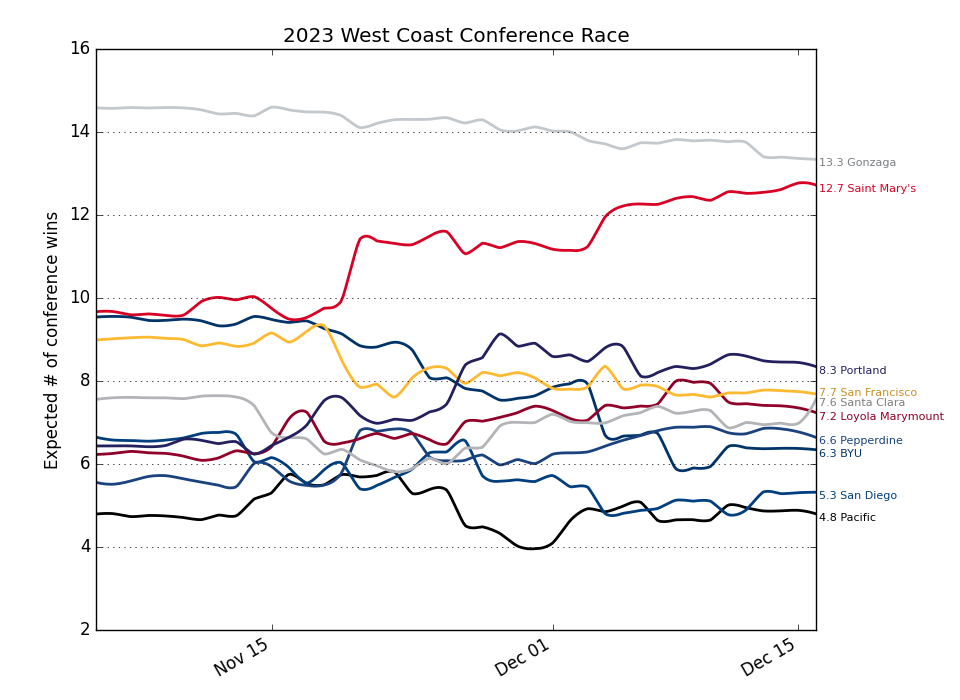 2023 West Coast Conference Race
Expected # of conference wins
16
14
12
10
8
6
4
2
Nov 15
Dec 01
Dec 15
13.3 Gonzaga
12.7 Saint Mary's
8.3 Portland
7.7 San Francisco
7.6 Santa Clara
7.2 Loyola Marymount
6.6 Pepperdine
6.3 BYU
5.3 San Diego
4.8 Pacific